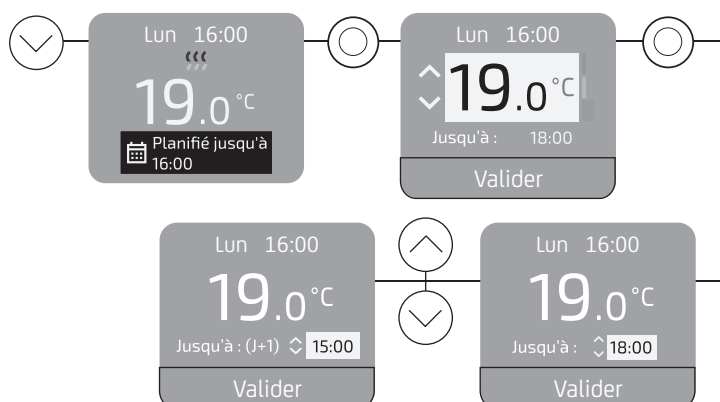 Lun 16:00
19.0°C
Planifié jusqu'à
16:00
Lun 16:00
19.0°C
Jusqu'à : 18:00
Valider
Lun 16:00
19.0°C
Jusqu'à : (J+1) 15:00
Valider
Lun 16:00
19.0°C
Jusqu'à : 18:00
Valider